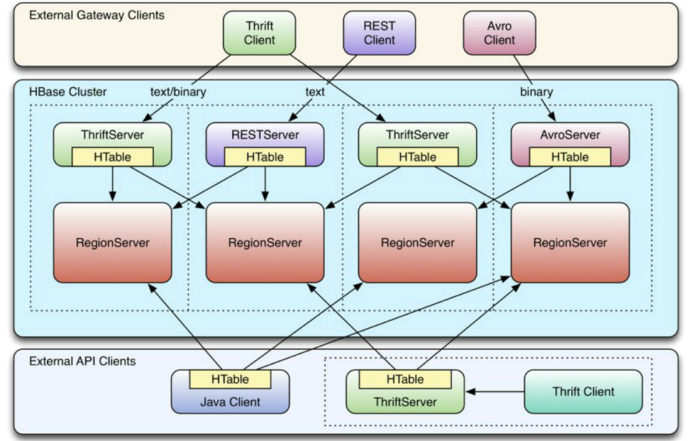 External Gateway Clients
Thrift
Client
REST
Client
Avro
Client
HBase Cluster
text/binary
text
binary
ThriftServer
HTable
RESTServer
HTable
ThriftServer
HTable
AvroServer
HTable
RegionServer
RegionServer
RegionServer
RegionServer
External API Clients
HTable
Java Client
HTable
ThriftServer
Thrift Client